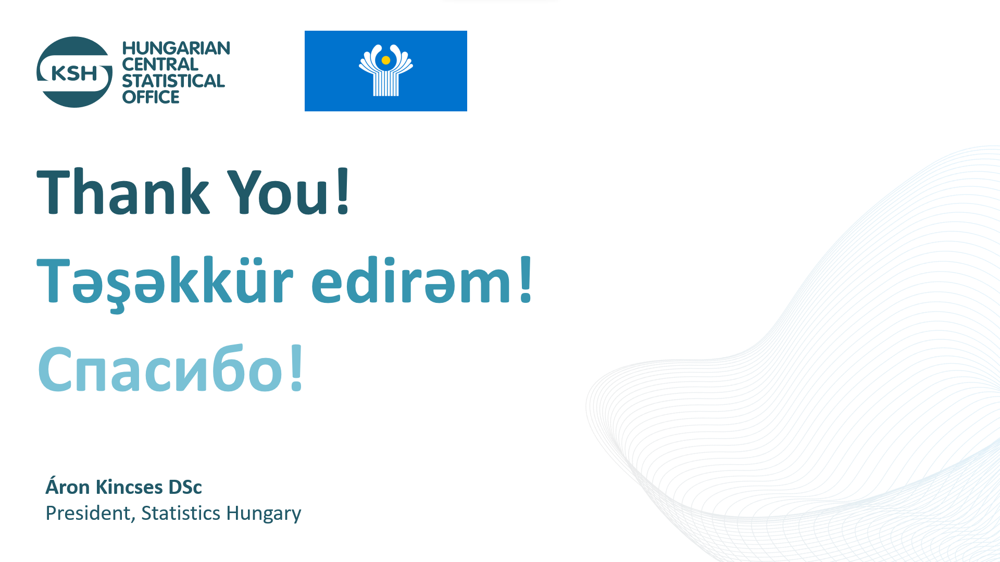 KSH
HUNGARIAN
CENTRAL
STATISTICAL
OFFICE
Thank You!
Təşəkkür edirəm!
Спасибо!
Áron Kincses DSc
President, Statistics Hungary